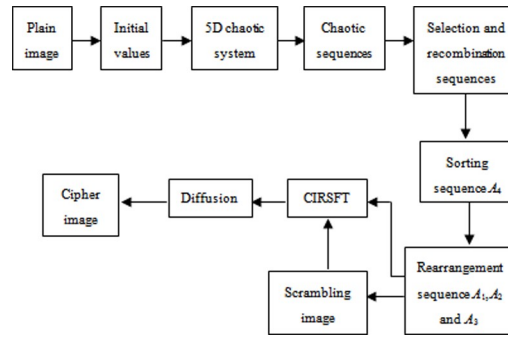 Plain
image
Initial
values
5D chaotic
system
Chaotic
sequences
Selection and
recombination
sequences
Sorting
sequence A₄
Rearrangement
sequence A₁,A₂
and A₃
Scrambling
image
CIRSFT
Diffusion
Cipher
image